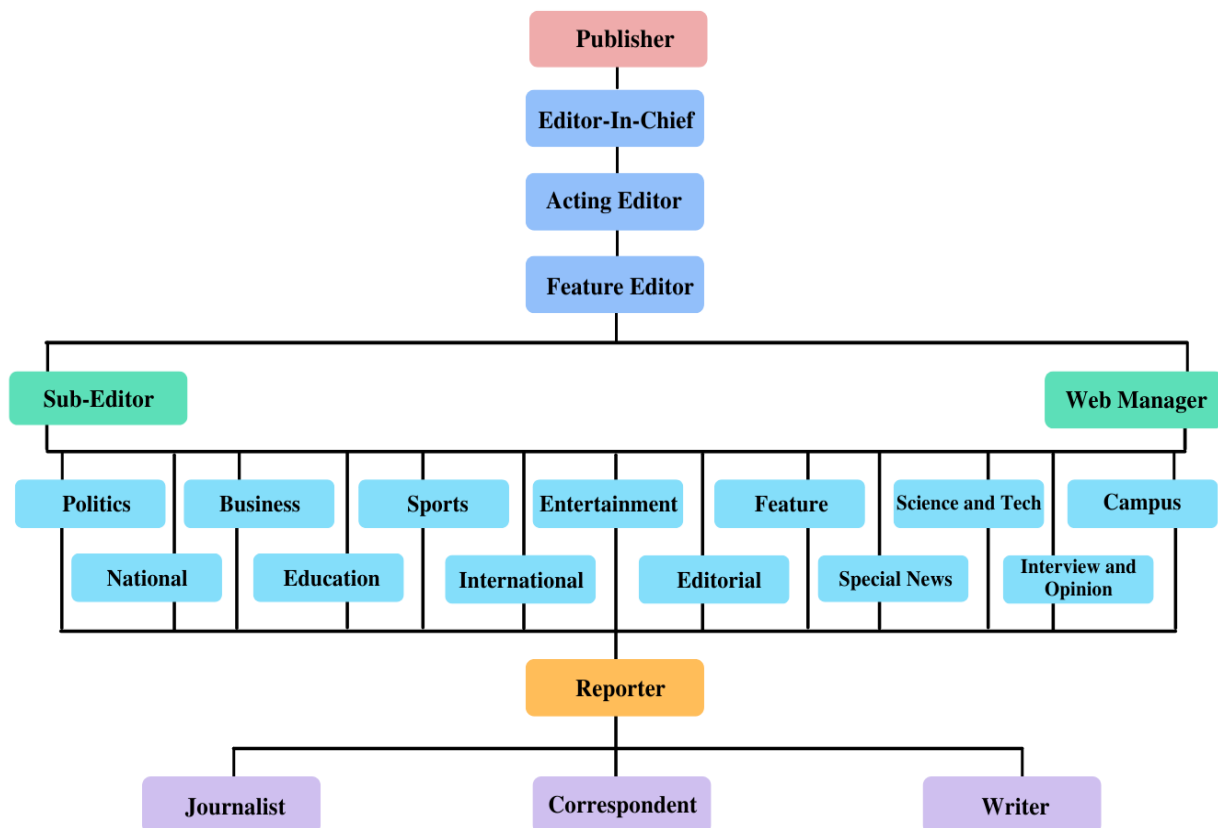 Publisher
Editor-In-Chief
Acting Editor
Feature Editor
Sub-Editor
Web Manager
Politics
Business
Sports
Entertainment
Feature
Science and Tech
Campus
National
Education
International
Editorial
Special News
Interview and
Opinion
Reporter
Journalist
Correspondent
Writer